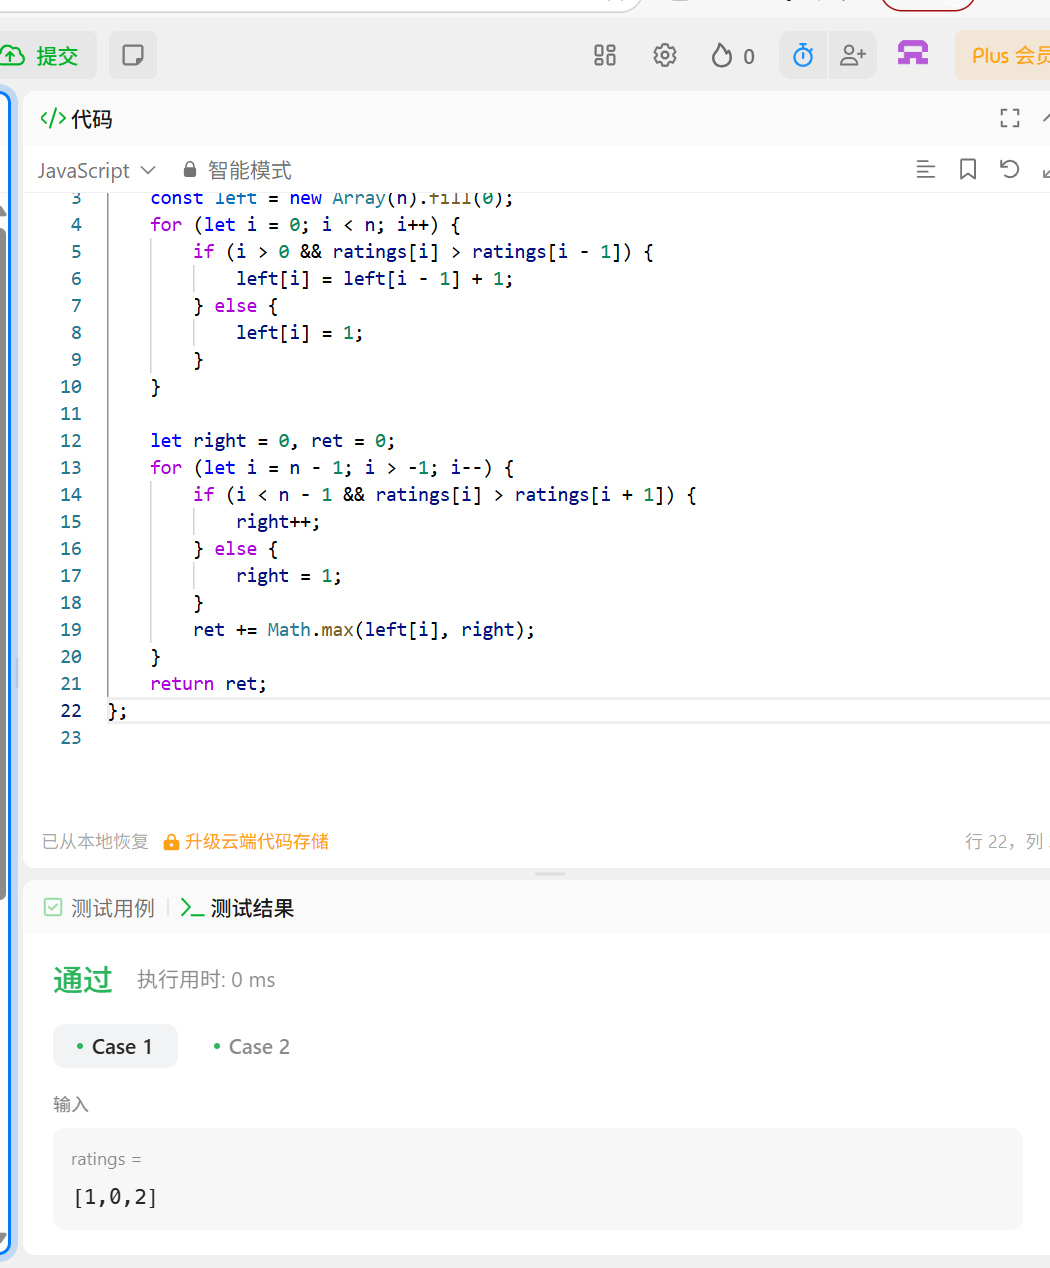 提交
0
Plus 会员
代码
JavaScript
智能模式
3 const left = new Array(n).fill(0);
4 for (let i = 0; i < n; i++) {
5 if (i > 0 && ratings[i] > ratings[i - 1]) {
6 left[i] = left[i - 1] + 1;
7 } else {
8 left[i] = 1;
9 }
10 }
11
12 let right = 0, ret = 0;
13 for (let i = n - 1; i > -1; i--) {
14 if (i < n - 1 && ratings[i] > ratings[i + 1]) {
15 right++;
16 } else {
17 right = 1;
18 }
19 ret += Math.max(left[i], right);
20 }
21 return ret;
22 };
23
已从本地恢复 升级云端代码存储 行 22, 列
测试用例 测试结果
通过 执行用时: 0 ms
Case 1 Case 2
输入
ratings =
[1,0,2]